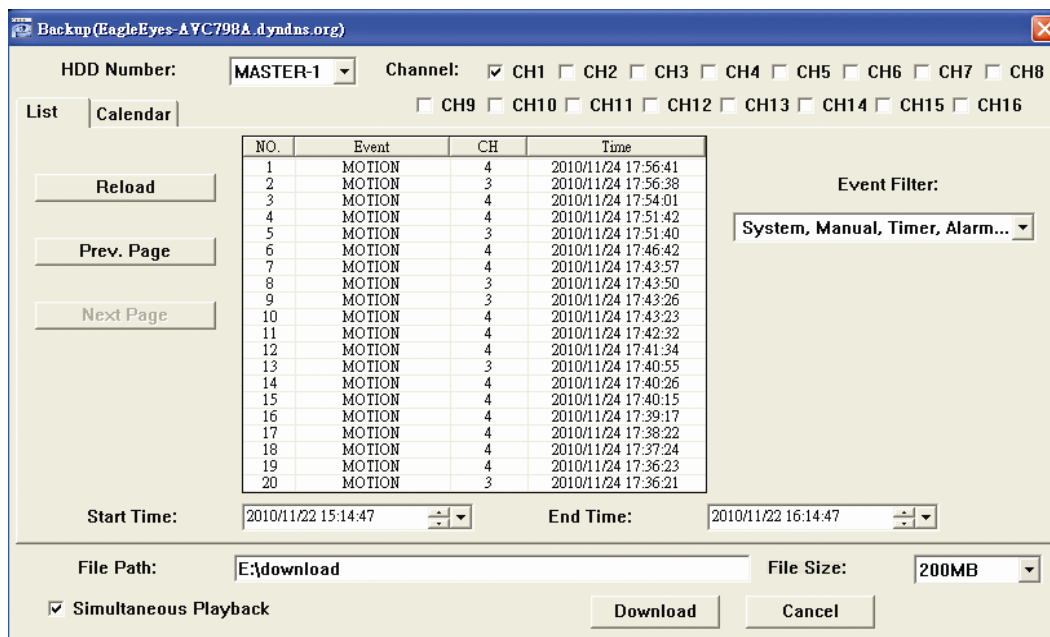 Backup(EagleEyes-AVC798A.dyndns.org)
HDD Number: MASTER-1 Channel: CH1 CH2 CH3 CH4 CH5 CH6 CH7 CH8
CH9 CH10 CH11 CH12 CH13 CH14 CH15 CH16
List Calendar
NO. Event CH Time
1 MOTION 4 2010/11/24 17:56:41
2 MOTION 3 2010/11/24 17:56:38
3 MOTION 4 2010/11/24 17:54:01
4 MOTION 4 2010/11/24 17:51:42
5 MOTION 3 2010/11/24 17:51:40
6 MOTION 4 2010/11/24 17:46:42
7 MOTION 4 2010/11/24 17:43:57
8 MOTION 3 2010/11/24 17:43:50
9 MOTION 3 2010/11/24 17:43:26
10 MOTION 4 2010/11/24 17:43:23
11 MOTION 4 2010/11/24 17:42:32
12 MOTION 4 2010/11/24 17:41:34
13 MOTION 3 2010/11/24 17:40:55
14 MOTION 4 2010/11/24 17:40:26
15 MOTION 4 2010/11/24 17:40:15
16 MOTION 4 2010/11/24 17:39:17
17 MOTION 4 2010/11/24 17:38:22
18 MOTION 4 2010/11/24 17:37:24
19 MOTION 4 2010/11/24 17:36:23
20 MOTION 3 2010/11/24 17:36:21
Reload
Prev. Page
Next Page
Event Filter:
System, Manual, Timer, Alarm...
Start Time: 2010/11/22 15:14:47 End Time: 2010/11/22 16:14:47
File Path: E:\download File Size: 200MB
Simultaneous Playback Download Cancel